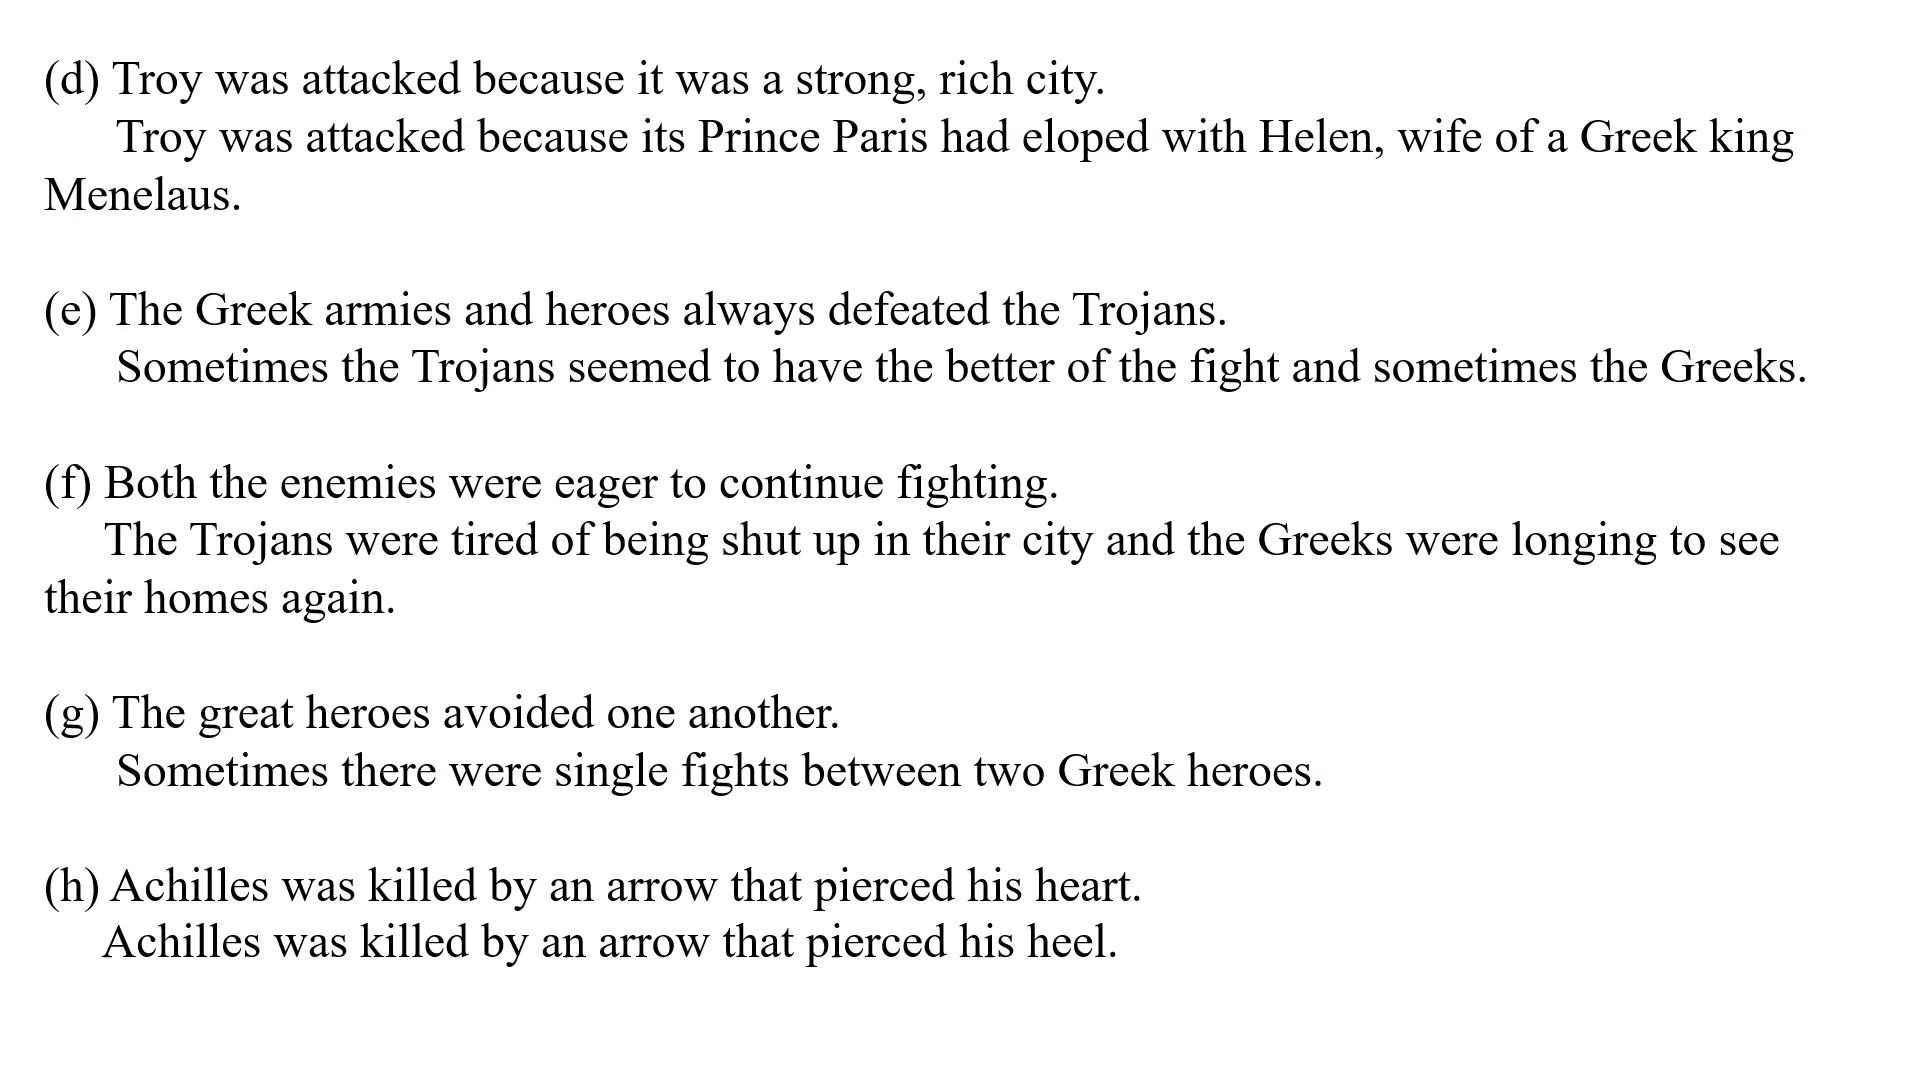 (d) Troy was attacked because it was a strong, rich city.
Troy was attacked because its Prince Paris had eloped with Helen, wife of a Greek king
Menelaus.
(e) The Greek armies and heroes always defeated the Trojans.
Sometimes the Trojans seemed to have the better of the fight and sometimes the Greeks.
(f) Both the enemies were eager to continue fighting.
The Trojans were tired of being shut up in their city and the Greeks were longing to see
their homes again.
(g) The great heroes avoided one another.
Sometimes there were single fights between two Greek heroes.
(h) Achilles was killed by an arrow that pierced his heart.
Achilles was killed by an arrow that pierced his heel.